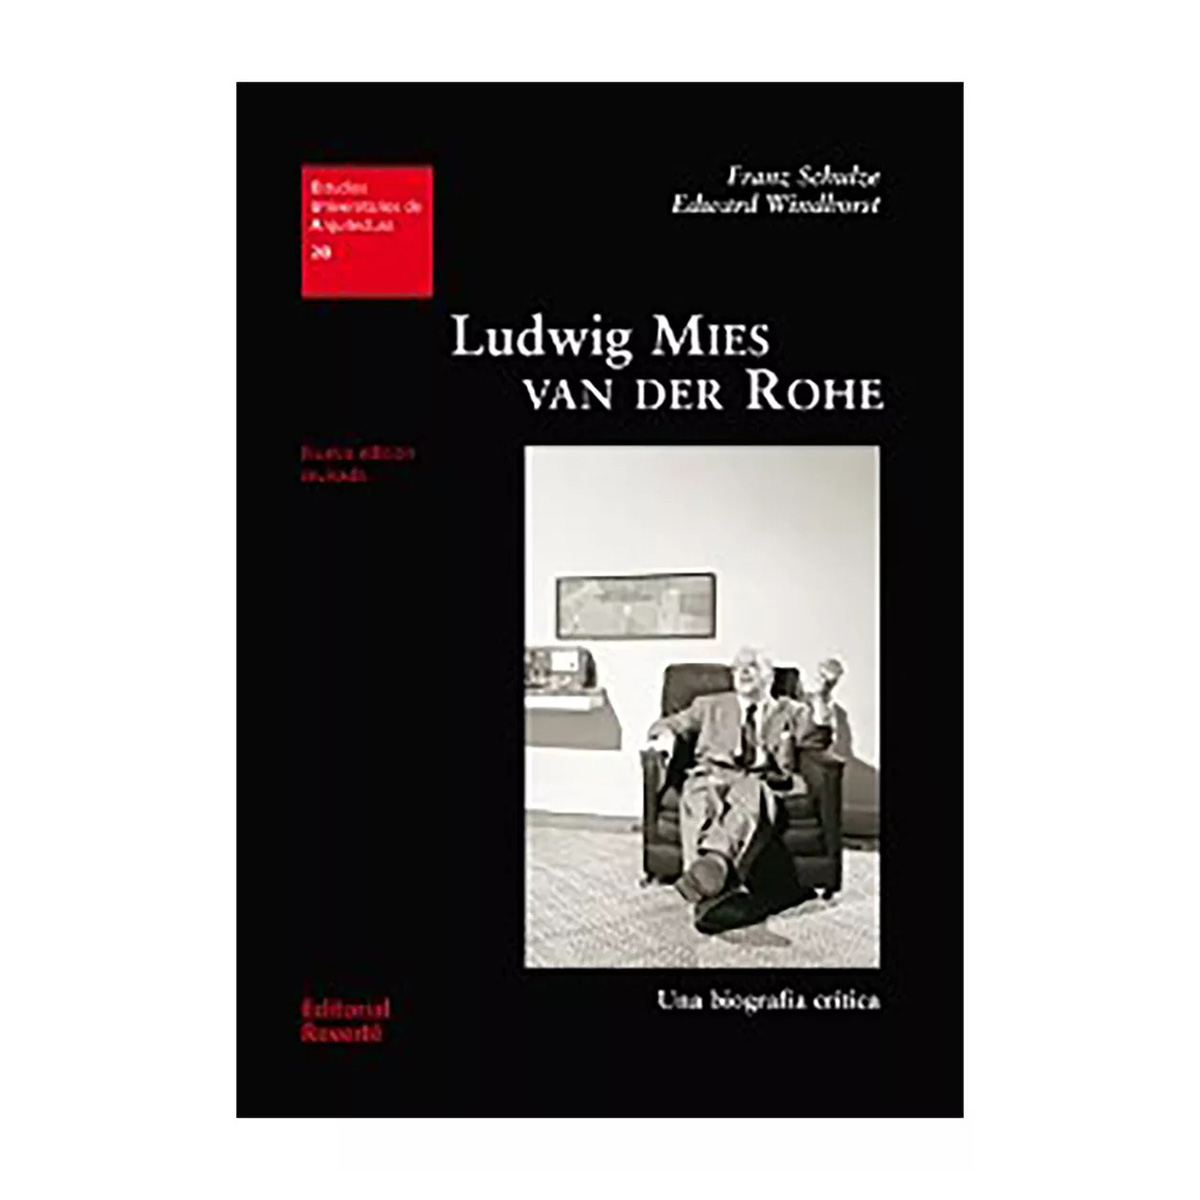 Franz Schulze
Edward Windhorst
Estudios
Universitarios de
Arquitectura
20
Ludwig MIES
VAN DER ROHE
Nueva edición
revisada
Una biografía crítica
Editorial
Reverté